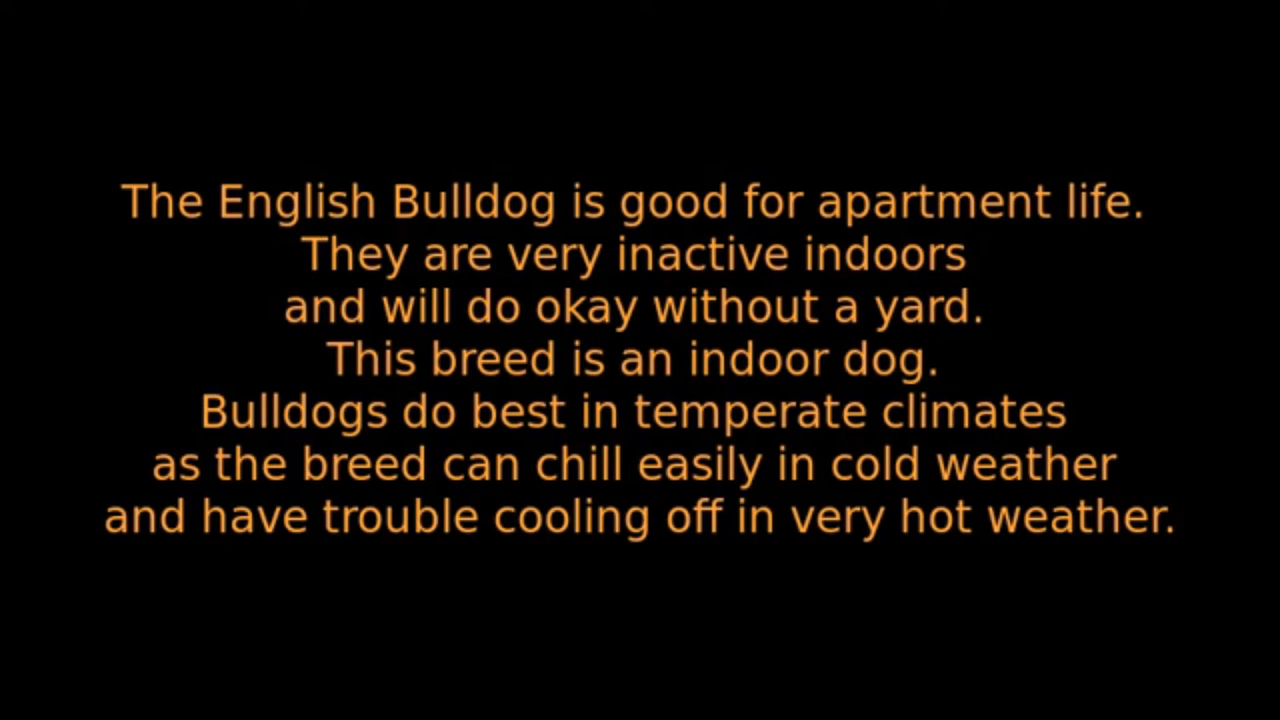 The English Bulldog is good for apartment life.
They are very inactive indoors
and will do okay without a yard.
This breed is an indoor dog.
Bulldogs do best in temperate climates
as the breed can chill easily in cold weather
and have trouble cooling off in very hot weather.